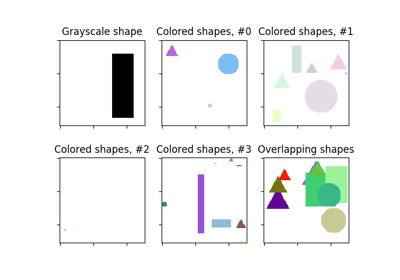 Grayscale shape
Colored shapes, #0
Colored shapes, #1
Colored shapes, #2
Colored shapes, #3
Overlapping shapes